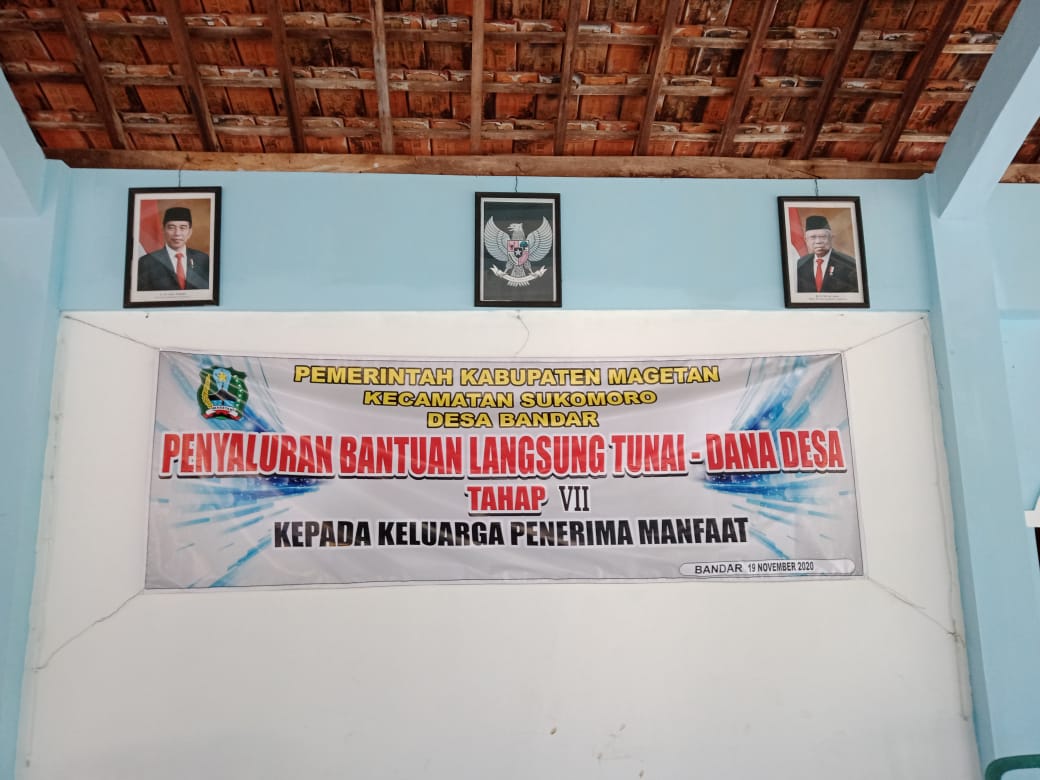 PEMERINTAH KABUPATEN MAGETAN
KECAMATAN SUKOMORO
DESA BANDAR
PENYALURAN BANTUAN LANGSUNG TUNAI - DANA DESA
TAHAP VII
KEPADA KELUARGA PENERIMA MANFAAT
BANDAR 19 NOVEMBER 2020